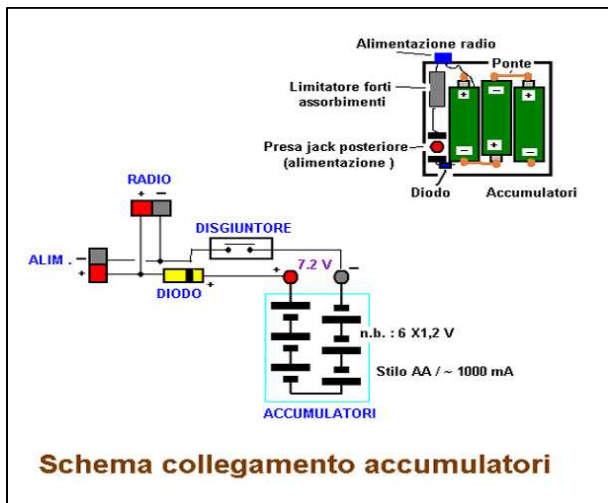 Alimentazione radio
Ponte
Limitatore forti
assorbimenti
+
−
+
−
+
−
Presa jack posteriore
(alimentazione )
Diodo
Accumulatori
RADIO
+ −
DISGIUNTORE
ALIM .
−
+
DIODO
+
+
7.2 V
−
n.b. : 6 X1,2 V
Stilo AA / ~ 1000 mA
ACCUMULATORI
Schema collegamento accumulatori